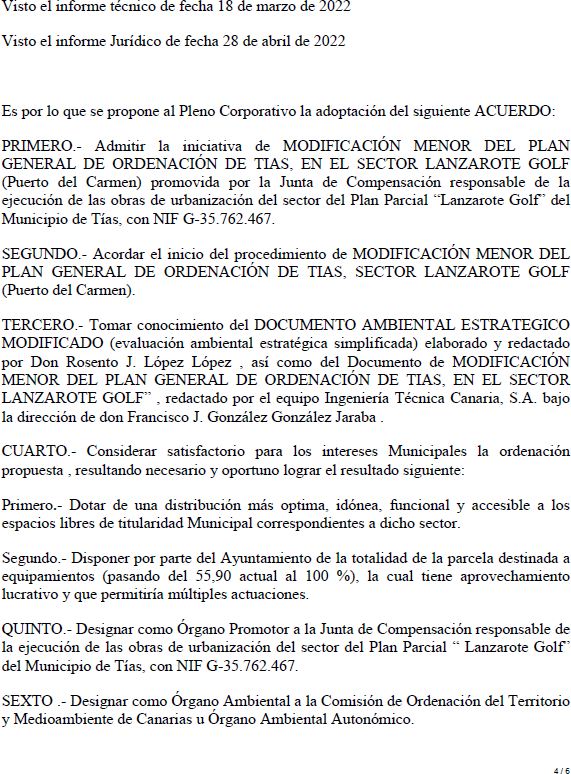 Visto el informe técnico de fecha 18 de marzo de 2022
Visto el informe Jurídico de fecha 28 de abril de 2022
Es por lo que se propone al Pleno Corporativo la adoptación del siguiente ACUERDO:
PRIMERO.- Admitir la iniciativa de MODIFICACIÓN MENOR DEL PLAN
GENERAL DE ORDENACIÓN DE TIAS, EN EL SECTOR LANZAROTE GOLF
(Puerto del Carmen) promovida por la Junta de Compensación responsable de la
ejecución de las obras de urbanización del sector del Plan Parcial “Lanzarote Golf” del
Municipio de Tías, con NIF G-35.762.467.
SEGUNDO.- Acordar el inicio del procedimiento de MODIFICACIÓN MENOR DEL
PLAN GENERAL DE ORDENACIÓN DE TIAS, SECTOR LANZAROTE GOLF
(Puerto del Carmen).
TERCERO.- Tomar conocimiento del DOCUMENTO AMBIENTAL ESTRATEGICO
MODIFICADO (evaluación ambiental estratégica simplificada) elaborado y redactado
por Don Rosento J. López López , así como del Documento de MODIFICACIÓN
MENOR DEL PLAN GENERAL DE ORDENACIÓN DE TIAS, EN EL SECTOR
LANZAROTE GOLF” , redactado por el equipo Ingeniería Técnica Canaria, S.A. bajo
la dirección de don Francisco J. González González Jaraba .
CUARTO.- Considerar satisfactorio para los intereses Municipales la ordenación
propuesta , resultando necesario y oportuno lograr el resultado siguiente:
Primero.- Dotar de una distribución más optima, idónea, funcional y accesible a los
espacios libres de titularidad Municipal correspondientes a dicho sector.
Segundo.- Disponer por parte del Ayuntamiento de la totalidad de la parcela destinada a
equipamientos (pasando del 55,90 actual al 100 %), la cual tiene aprovechamiento
lucrativo y que permitiría múltiples actuaciones.
QUINTO.- Designar como Órgano Promotor a la Junta de Compensación responsable de
la ejecución de las obras de urbanización del sector del Plan Parcial “ Lanzarote Golf”
del Municipio de Tías, con NIF G-35.762.467.
SEXTO .- Designar como Órgano Ambiental a la Comisión de Ordenación del Territorio
y Medioambiente de Canarias u Órgano Ambiental Autonómico.
4 / 6